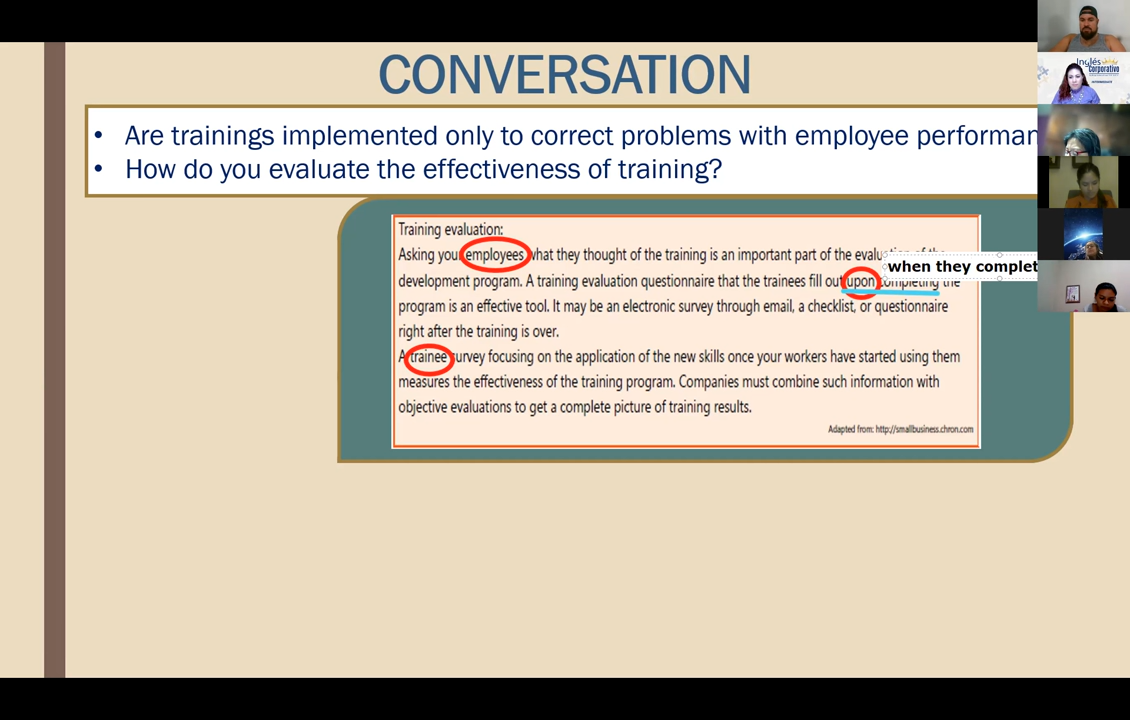 CONVERSATION
• Are trainings implemented only to correct problems with employee
• How do you evaluate the effectiveness of training?
Training evaluation:
Asking your employees what they thought of the training is an important part of the of the
when they complet
development program. A training evaluation questionnaire that the trainees fill out upon completing the
program is an effective tool. It may be an electronic survey through email, a checklist, or questionnaire
right after the training is over.
A trainee survey focusing on the application of the new skills once your workers have started using them
measures the effectiveness of the training program. Companies must combine such information with
objective evaluations to get a complete picture of training results.
Adapted from: http://smallbusiness.chron.com
Inglés
Corporativo